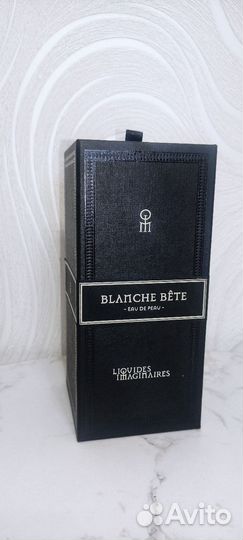 BLANCHE BÊTE
- EAU DE PEAU -
LIQUIDES
IMAGINAIRES
Avito